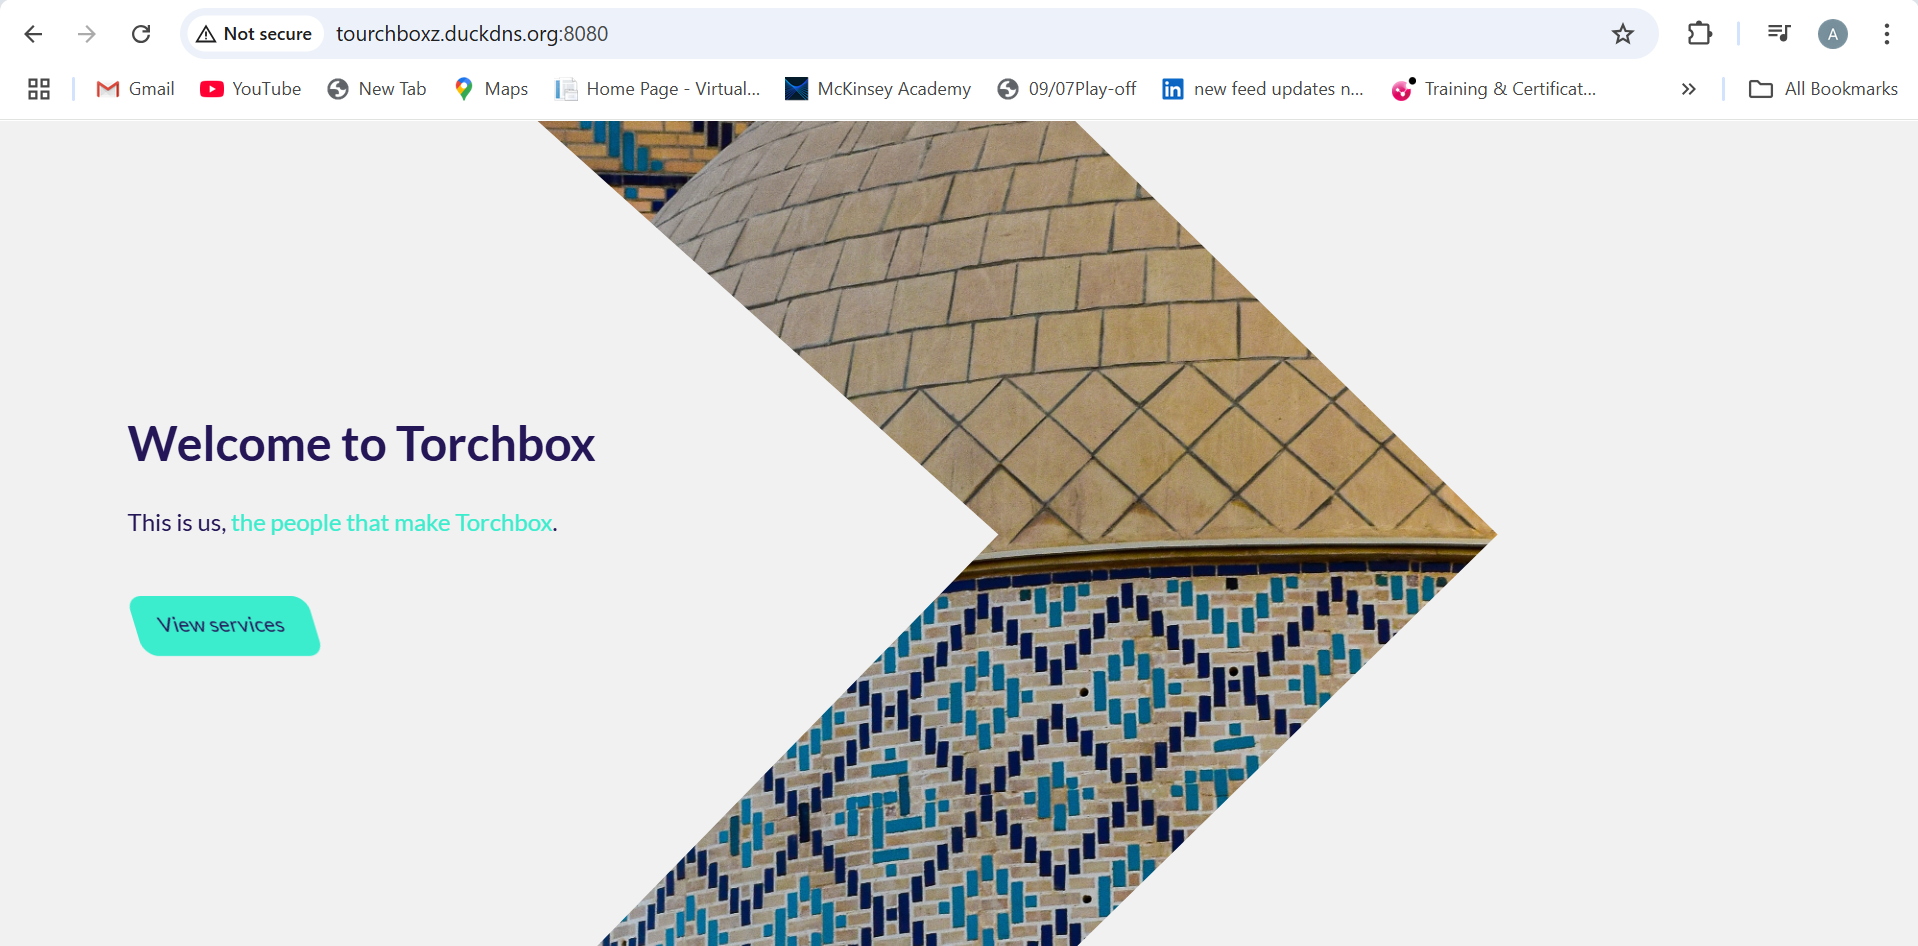 Not secure tourchboxz.duckdns.org:8080 A
Gmail YouTube New Tab Maps Home Page - Virtual... McKinsey Academy 09/07Play-off in new feed updates n... Training & Certificat... » All Bookmarks
Welcome to Torchbox
This is us, the people that make Torchbox.
View services